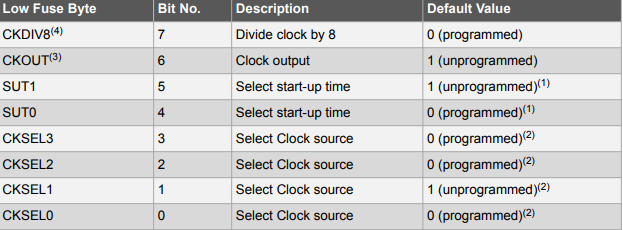 Low Fuse Byte Bit No. Description Default Value
CKDIV8(4) 7 Divide clock by 8 0 (programmed)
CKOUT(3) 6 Clock output 1 (unprogrammed)
SUT1 5 Select start-up time 1 (unprogrammed)(1)
SUT0 4 Select start-up time 0 (programmed)(1)
CKSEL3 3 Select Clock source 0 (programmed)(2)
CKSEL2 2 Select Clock source 0 (programmed)(2)
CKSEL1 1 Select Clock source 1 (unprogrammed)(2)
CKSEL0 0 Select Clock source 0 (programmed)(2)